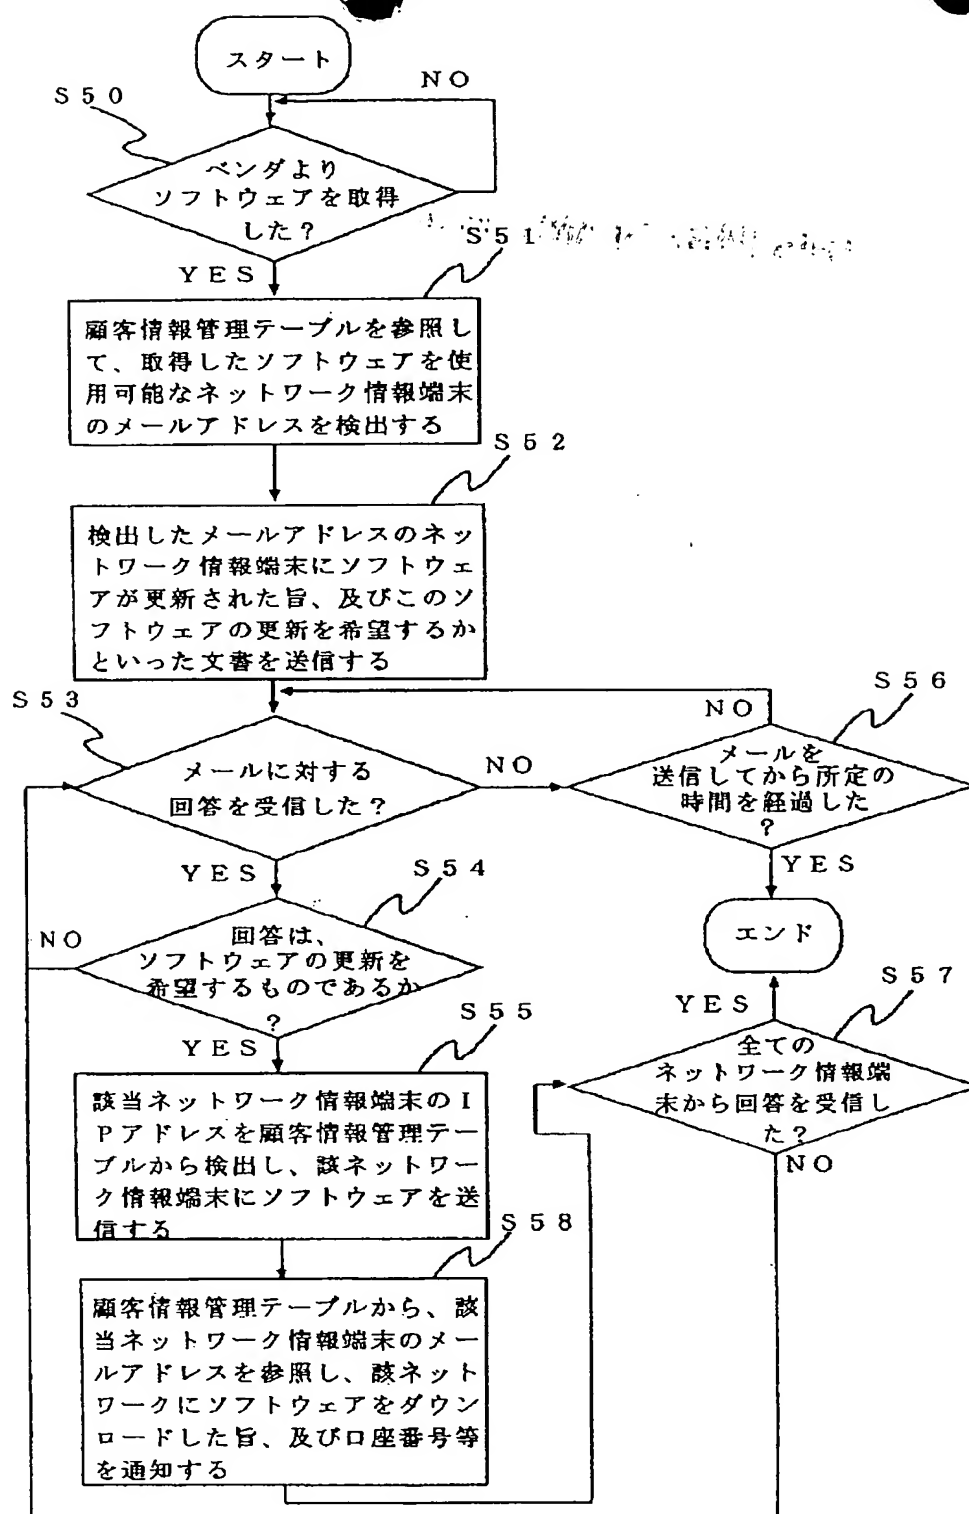 スタート
NO
S50
ベンダより
ソフトウェアを取得
した?
YES
S51
顧客情報管理テーブルを参照し
て、取得したソフトウェアを使
用可能なネットワーク情報端末
のメールアドレスを検出する
S52
検出したメールアドレスのネッ
トワーク情報端末にソフトウェ
アが更新された旨、及びこのソ
フトウェアの更新を希望するか
といった文書を送信する
S53
メールに対する
回答を受信した?
NO
YES
S56
NO
メールを
送信してから所定の
時間を経過した
?
YES
エンド
S54
回答は、
ソフトウェアの更新を
希望するものであるか
?
NO
YES
S55
該当ネットワーク情報端末のI
Pアドレスを顧客情報管理テー
ブルから検出し、該ネットワー
ク情報端末にソフトウェアを送
信する
S57
YES
全ての
ネットワーク情報端
末から回答を受信し
た?
NO
S58
顧客情報管理テーブルから、該
当ネットワーク情報端末のメー
ルアドレスを参照し、該ネット
ワークにソフトウェアをダウン
ロードした旨、及び口座番号等
を通知する